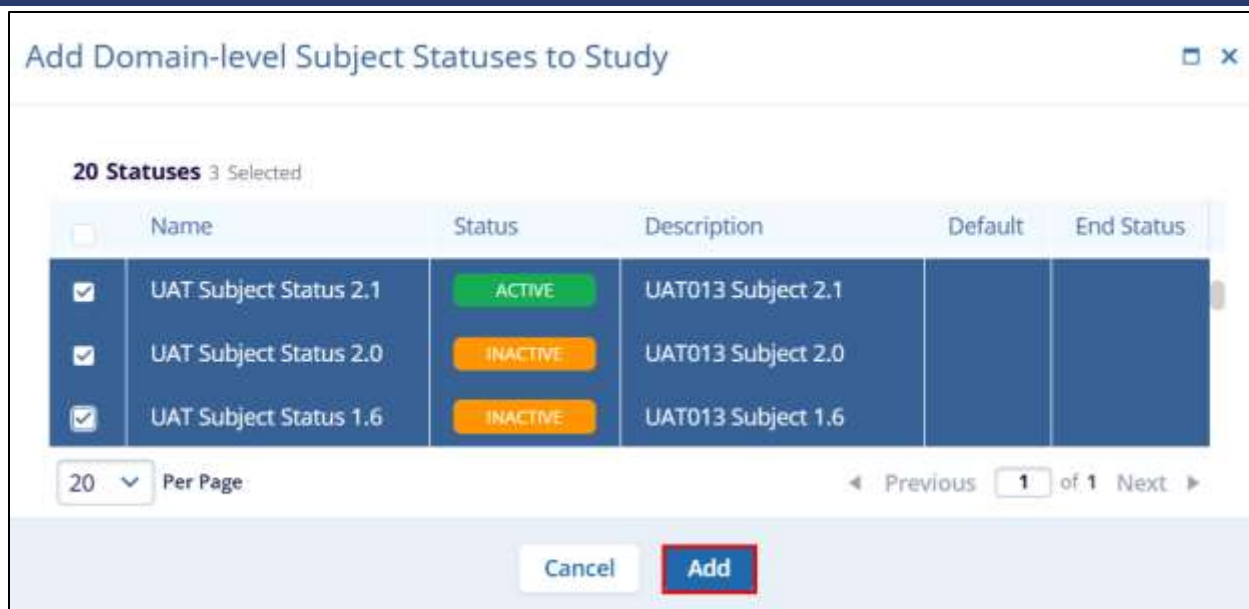 Add Domain-level Subject Statuses to Study
20 Statuses 3 Selected
Name Status Description Default End Status
UAT Subject Status 2.1 ACTIVE UAT013 Subject 2.1
UAT Subject Status 2.0 INACTIVE UAT013 Subject 2.0
UAT Subject Status 1.6 INACTIVE UAT013 Subject 1.6
20 Per Page Previous 1 of 1 Next
Cancel Add